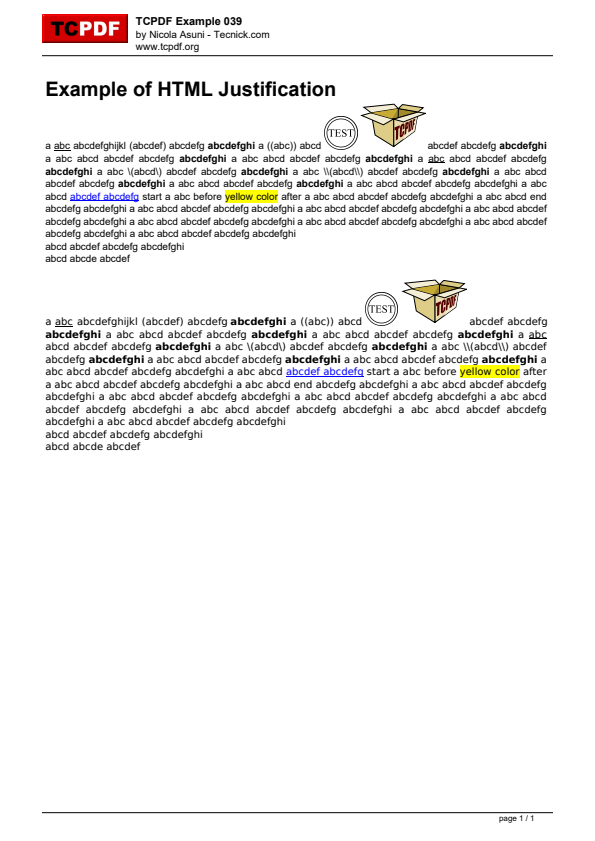 TCPDF
TCPDF Example 039
by Nicola Asuni - Tecnick.com
www.tcpdf.org
Example of HTML Justification
TEST
TCPDF
a abc abcdefghijkl (abcdef) abcdefg abcdefghi a ((abc)) abcd abcdef abcdefg abcdefghi
a abc abcd abcdef abcdefg abcdefghi a abc abcd abcdef abcdefg abcdefghi a abc abcd abcdef abcdefg
abcdefghi a abc \(abcd\) abcdef abcdefg abcdefghi a abc \\(abcd\\) abcdef abcdefg abcdefghi a abc abcd
abcdef abcdefg abcdefghi a abc abcd abcdef abcdefg abcdefghi a abc abcd abcdef abcdefg abcdefghi a abc
abcd abcdef abcdefg start a abc before yellow color after a abc abcd abcdef abcdefg abcdefghi a abc abcd end
abcdefg abcdefghi a abc abcd abcdef abcdefg abcdefghi a abc abcd abcdef abcdefg abcdefghi a abc abcd abcdef
abcdefg abcdefghi a abc abcd abcdef abcdefg abcdefghi a abc abcd abcdef abcdefg abcdefghi a abc abcd abcdef
abcdefg abcdefghi a abc abcd abcdef abcdefg abcdefghi
abcd abcdef abcdefg abcdefghi
abcd abcde abcdef
TEST
TCPDF
a abc abcdefghijkl (abcdef) abcdefg abcdefghi a ((abc)) abcd abcdef abcdefg
abcdefghi a abc abcd abcdef abcdefg abcdefghi a abc abcd abcdef abcdefg abcdefghi a abc
abcd abcdef abcdefg abcdefghi a abc \(abcd\) abcdef abcdefg abcdefghi a abc \\(abcd\\) abcdef
abcdefg abcdefghi a abc abcd abcdef abcdefg abcdefghi a abc abcd abcdef abcdefg abcdefghi a
abc abcd abcdef abcdefg abcdefghi a abc abcd abcdef abcdefg start a abc before yellow color after
a abc abcd abcdef abcdefg abcdefghi a abc abcd end abcdefg abcdefghi a abc abcd abcdef abcdefg
abcdefghi a abc abcd abcdef abcdefg abcdefghi a abc abcd abcdef abcdefg abcdefghi a abc abcd
abcdef abcdefg abcdefghi a abc abcd abcdef abcdefg abcdefghi a abc abcd abcdef abcdefg
abcdefghi a abc abcd abcdef abcdefg abcdefghi
abcd abcdef abcdefg abcdefghi
abcd abcde abcdef
page 1 / 1